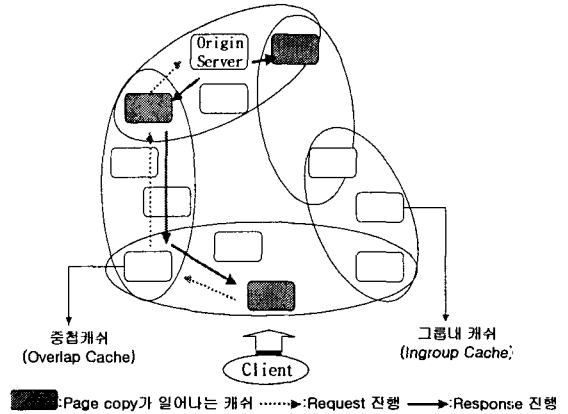 Origin
Server
중첩캐쉬
(Overlap Cache)
그룹내 캐쉬
(Ingroup Cache)
Client
:Page copy가 일어나는 캐쉬 :Request 진행 :Response 진행